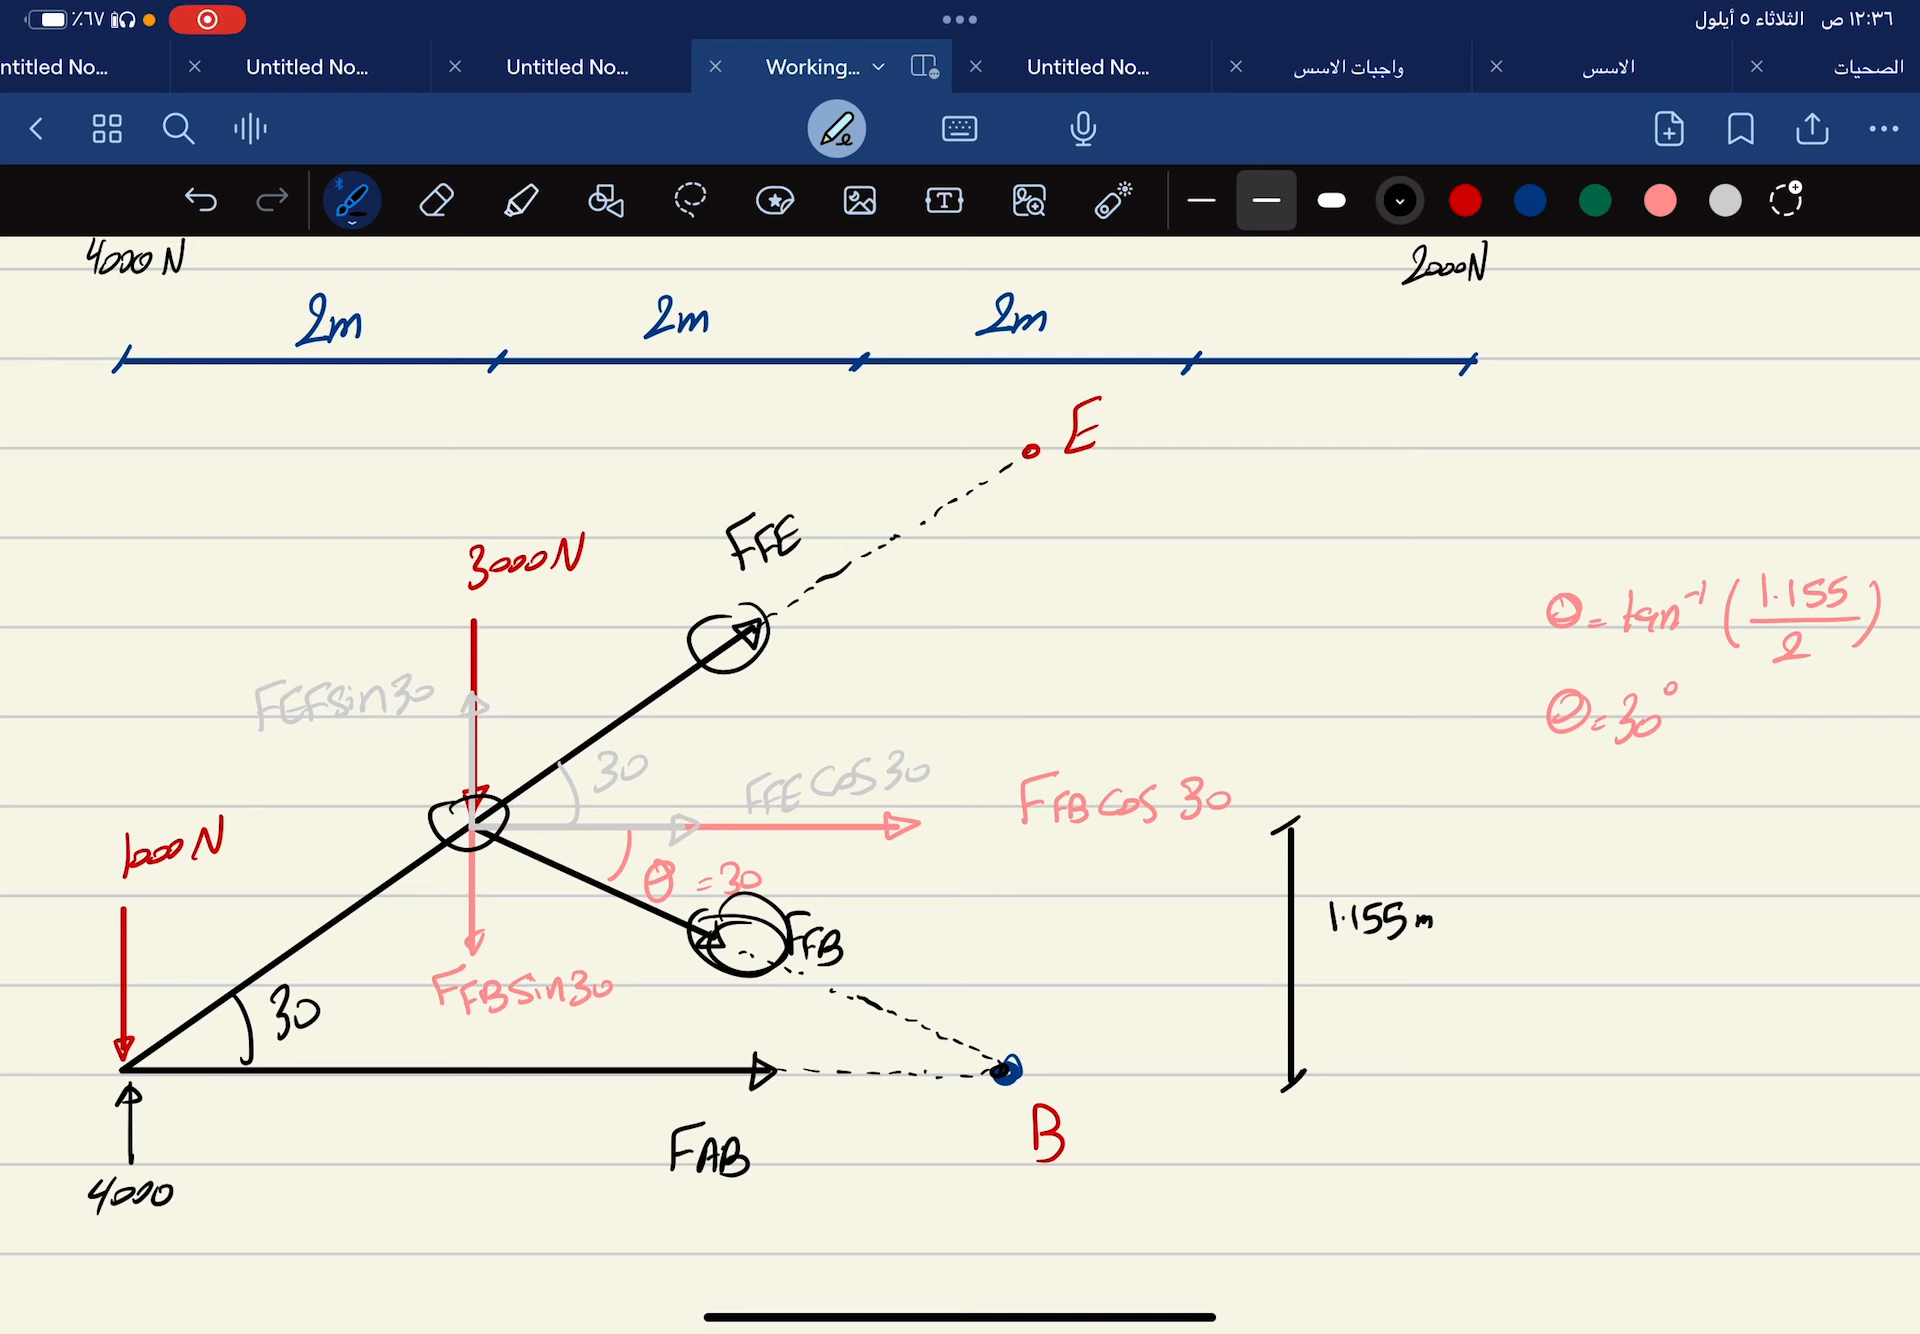 ٪٦٧
١٢:٣٦ ص الثلاثاء ٥ أيلول
ntitled No...
Untitled No...
Untitled No...
Working...
Untitled No...
واجبات الاسس
الاسس
الصحيات
4000 N
2000N
2m
2m
2m
E
FFE
3000N
θ = tan⁻¹ (1.155/2)
FEFsin30
θ = 30°
30
FFE cos 30
FFB cos 30
1000 N
θ = 30
1.155m
FFB
FFBsin30
30
B
FAB
4000